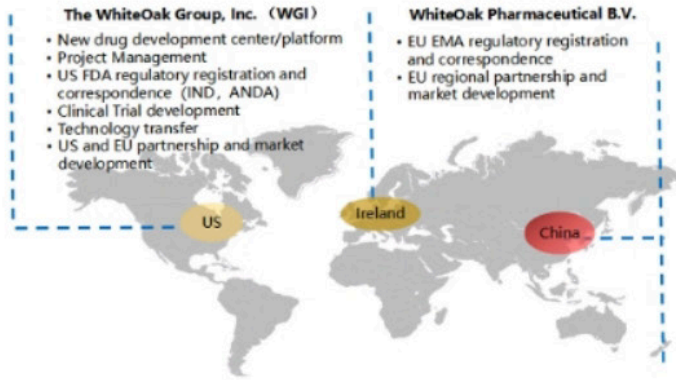 The WhiteOak Group, Inc. （WGI）
• New drug development center/platform
• Project Management
• US FDA regulatory registration and
correspondence（IND，ANDA）
• Clinical Trial development
• Technology transfer
• US and EU partnership and market
development
WhiteOak Pharmaceutical B.V.
• EU EMA regulatory registration
and correspondence
• EU regional partnership and
market development
US
Ireland
China